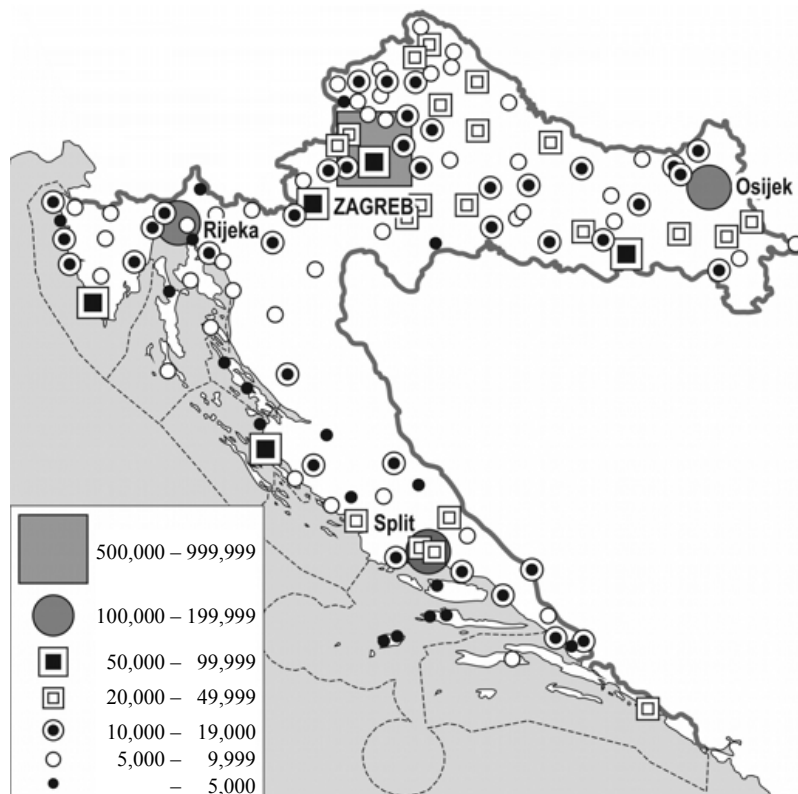 Osijek
ZAGREB
Rijeka
Split
500,000 – 999,999
100,000 – 199,999
50,000 – 99,999
20,000 – 49,999
10,000 – 19,000
5,000 – 9,999
– 5,000